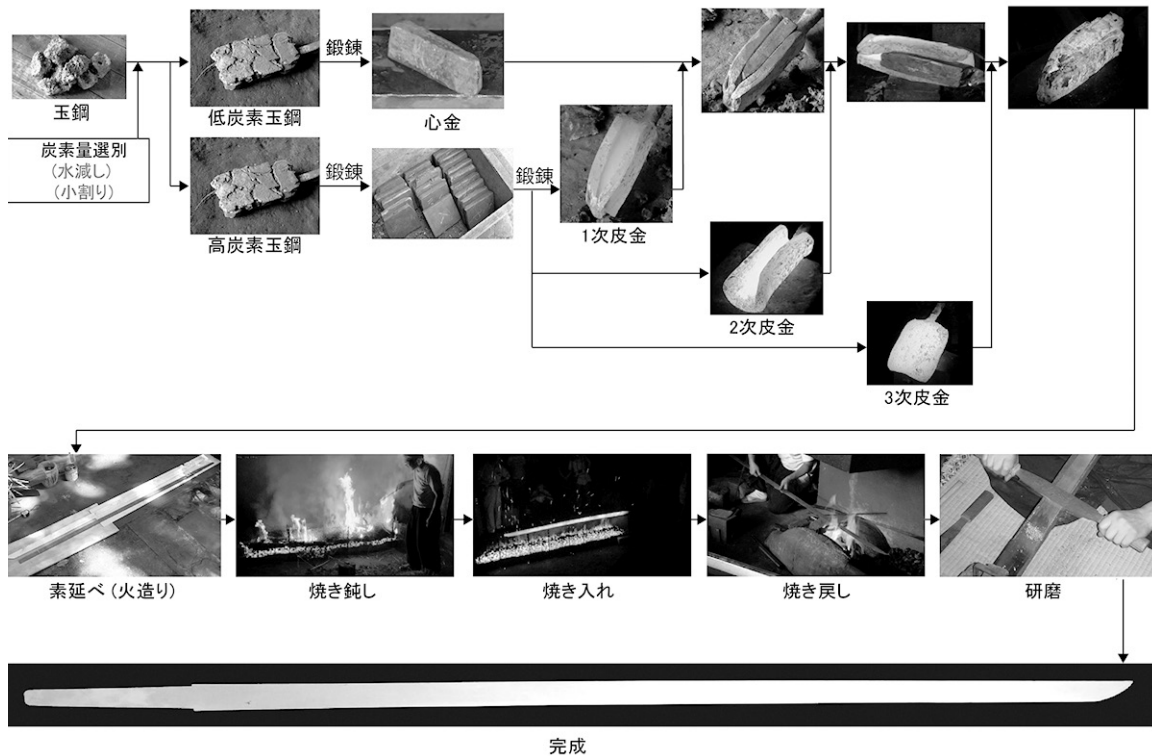 玉鋼
炭素量選別
(水減し)
(小割り)
低炭素玉鋼
鍛錬
心金
高炭素玉鋼
鍛錬
鍛錬
1次皮金
2次皮金
3次皮金
素延べ (火造り)
焼き鈍し
焼き入れ
焼き戻し
研磨
完成